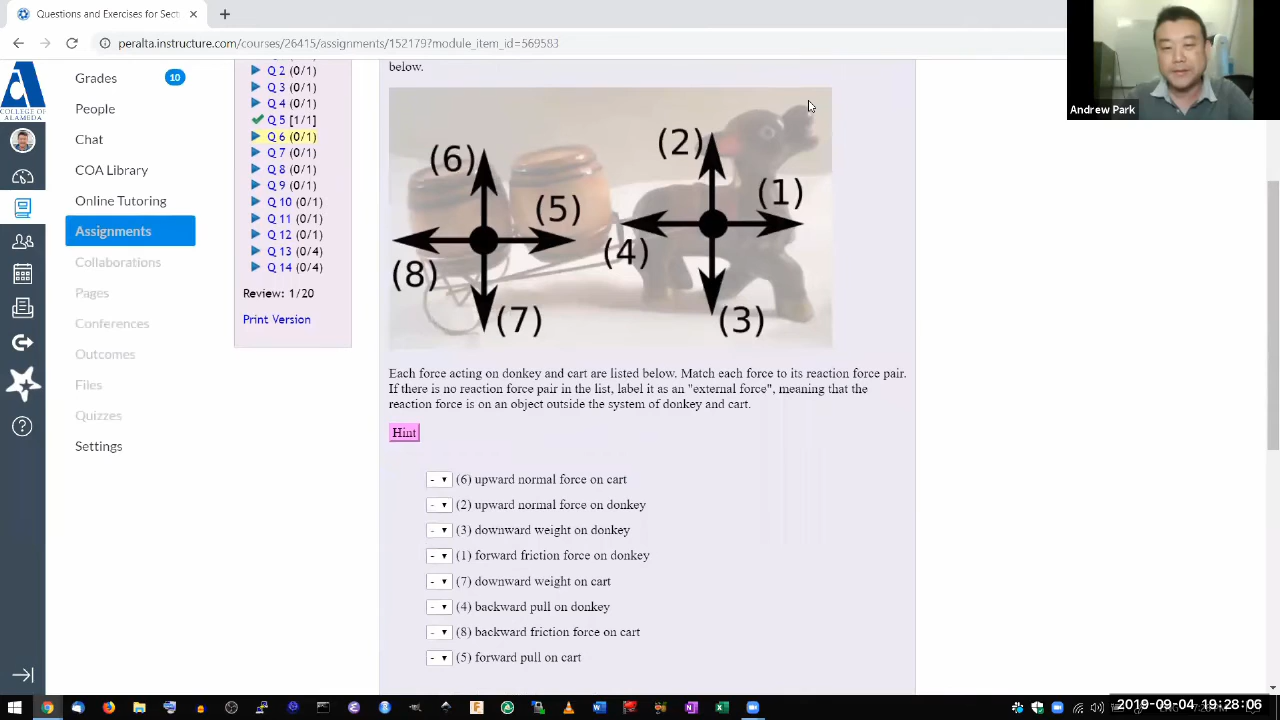 Questions and Exercises for Sect
peralta.instructure.com/courses/26415/assignments/152179?module_item_id=569583
COLLEGE OF
ALAMEDA
Grades
10
People
Chat
COA Library
Online Tutoring
Assignments
Collaborations
Pages
Conferences
Outcomes
Files
Quizzes
Settings
Q 2 (0/1)
Q 3 (0/1)
Q 4 (0/1)
Q 5 [1/1]
Q 6 (0/1)
Q 7 (0/1)
Q 8 (0/1)
Q 9 (0/1)
Q 10 (0/1)
Q 11 (0/1)
Q 12 (0/1)
Q 13 (0/4)
Q 14 (0/4)
Review: 1/20
Print Version
below.
(6)
(5)
(8)
(7)
(2)
(1)
(4)
(3)
Each force acting on donkey and cart are listed below. Match each force to its reaction force pair.
If there is no reaction force pair in the list, label it as an "external force", meaning that the
reaction force is on an object outside the system of donkey and cart.
Hint
- (6) upward normal force on cart
- (2) upward normal force on donkey
- (3) downward weight on donkey
- (1) forward friction force on donkey
- (7) downward weight on cart
- (4) backward pull on donkey
- (8) backward friction force on cart
- (5) forward pull on cart
Andrew Park
2019-09-04 19:28:06